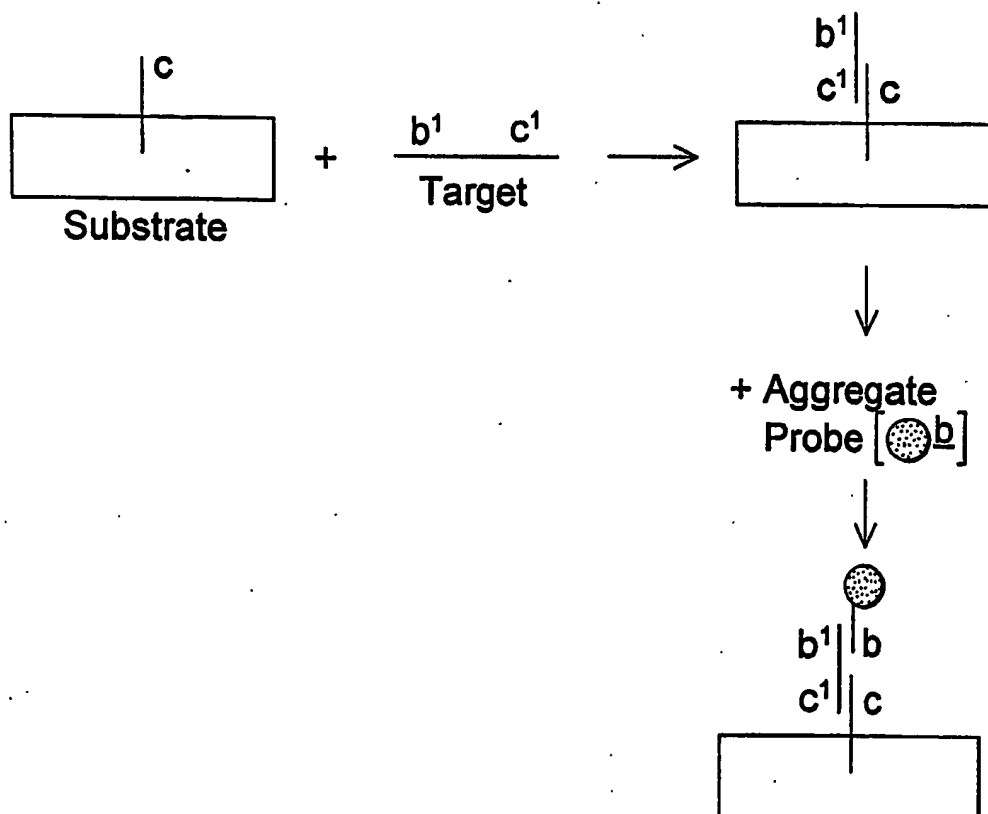 c
Substrate
+
b¹ c¹
Target
b¹
c¹ c
+ Aggregate
Probe [ b]
b¹ b
c¹ c